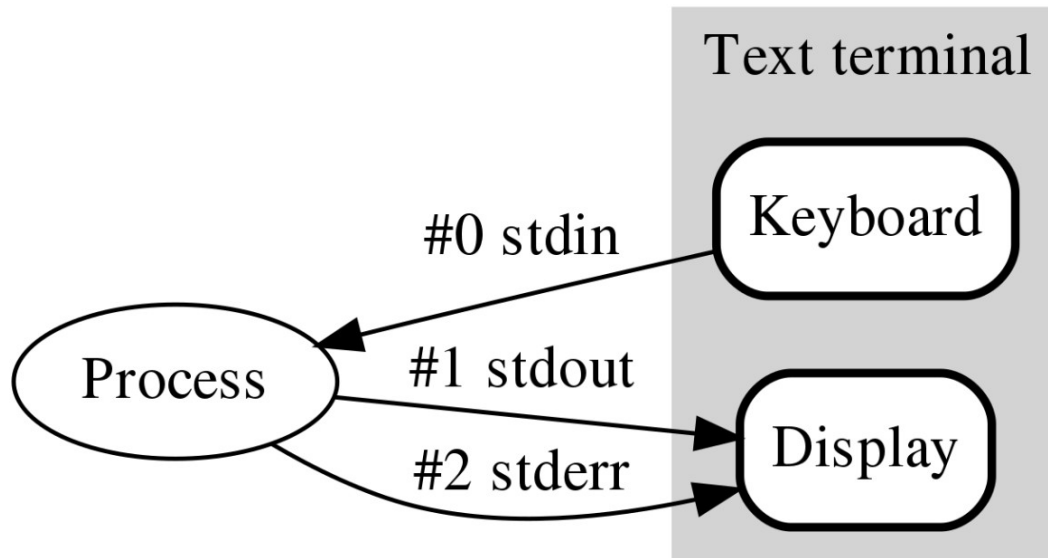 Text terminal
Keyboard
#0 stdin
Process
#1 stdout
Display
#2 stderr